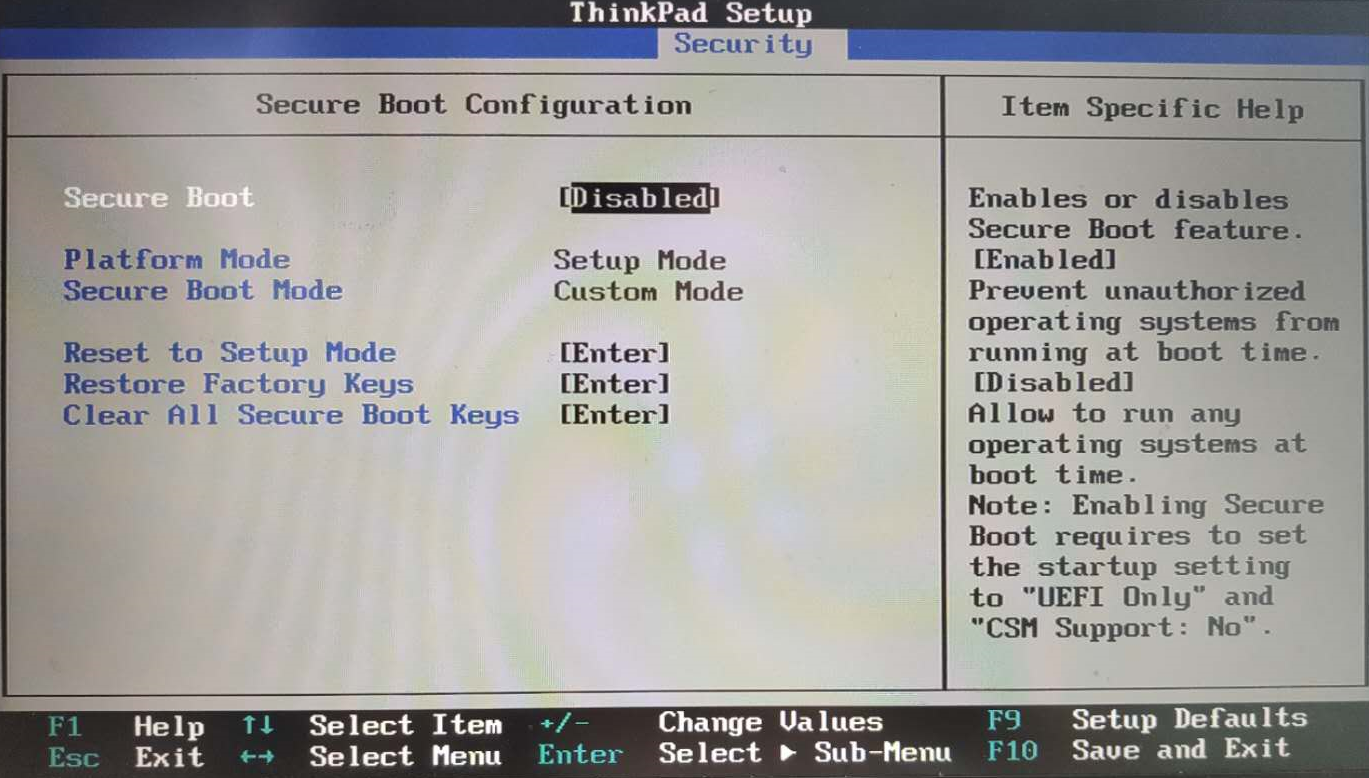 ThinkPad Setup
Security
Secure Boot Configuration
Item Specific Help
Secure Boot [Disabled]
Platform Mode Setup Mode
Secure Boot Mode Custom Mode
Reset to Setup Mode [Enter]
Restore Factory Keys [Enter]
Clear All Secure Boot Keys [Enter]
Enables or disables
Secure Boot feature.
[Enabled]
Prevent unauthorized
operating systems from
running at boot time.
[Disabled]
Allow to run any
operating systems at
boot time.
Note: Enabling Secure
Boot requires to set
the startup setting
to "UEFI Only" and
"CSM Support: No".
F1 Help ↑↓ Select Item +/- Change Values F9 Setup Defaults
Esc Exit ←→ Select Menu Enter Select ▶ Sub-Menu F10 Save and Exit